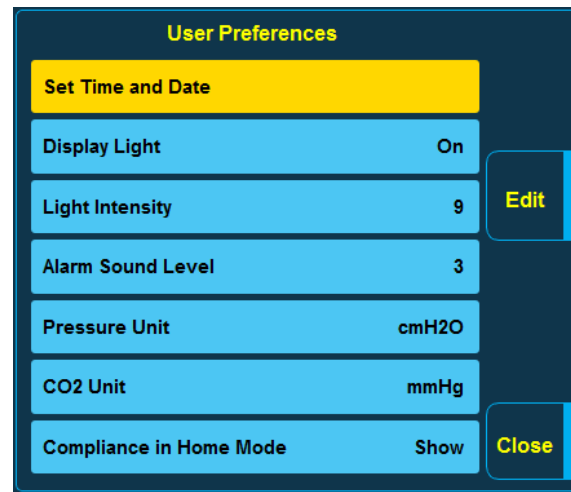 User Preferences
Set Time and Date
Display Light On
Light Intensity 9
Edit
Alarm Sound Level 3
Pressure Unit cmH2O
CO2 Unit mmHg
Compliance in Home Mode Show
Close